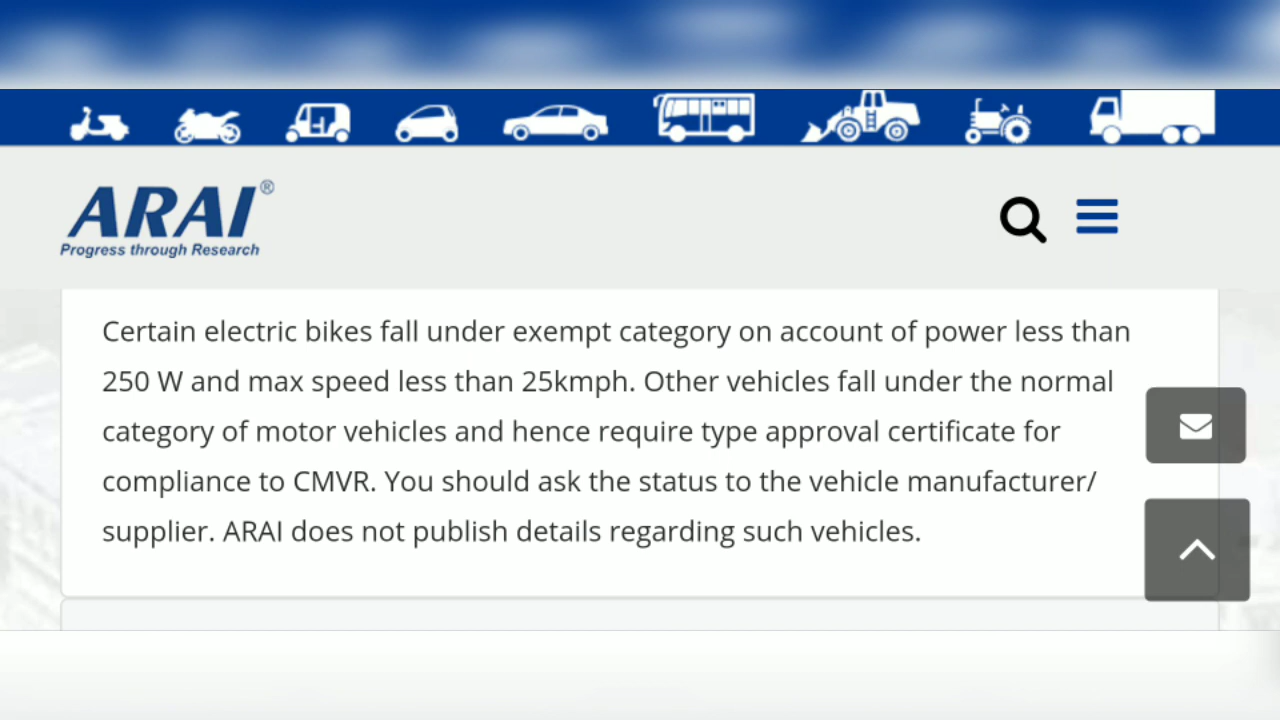 ARAI®
Progress through Research
Certain electric bikes fall under exempt category on account of power less than
250 W and max speed less than 25kmph. Other vehicles fall under the normal
category of motor vehicles and hence require type approval certificate for
compliance to CMVR. You should ask the status to the vehicle manufacturer/
supplier. ARAI does not publish details regarding such vehicles.